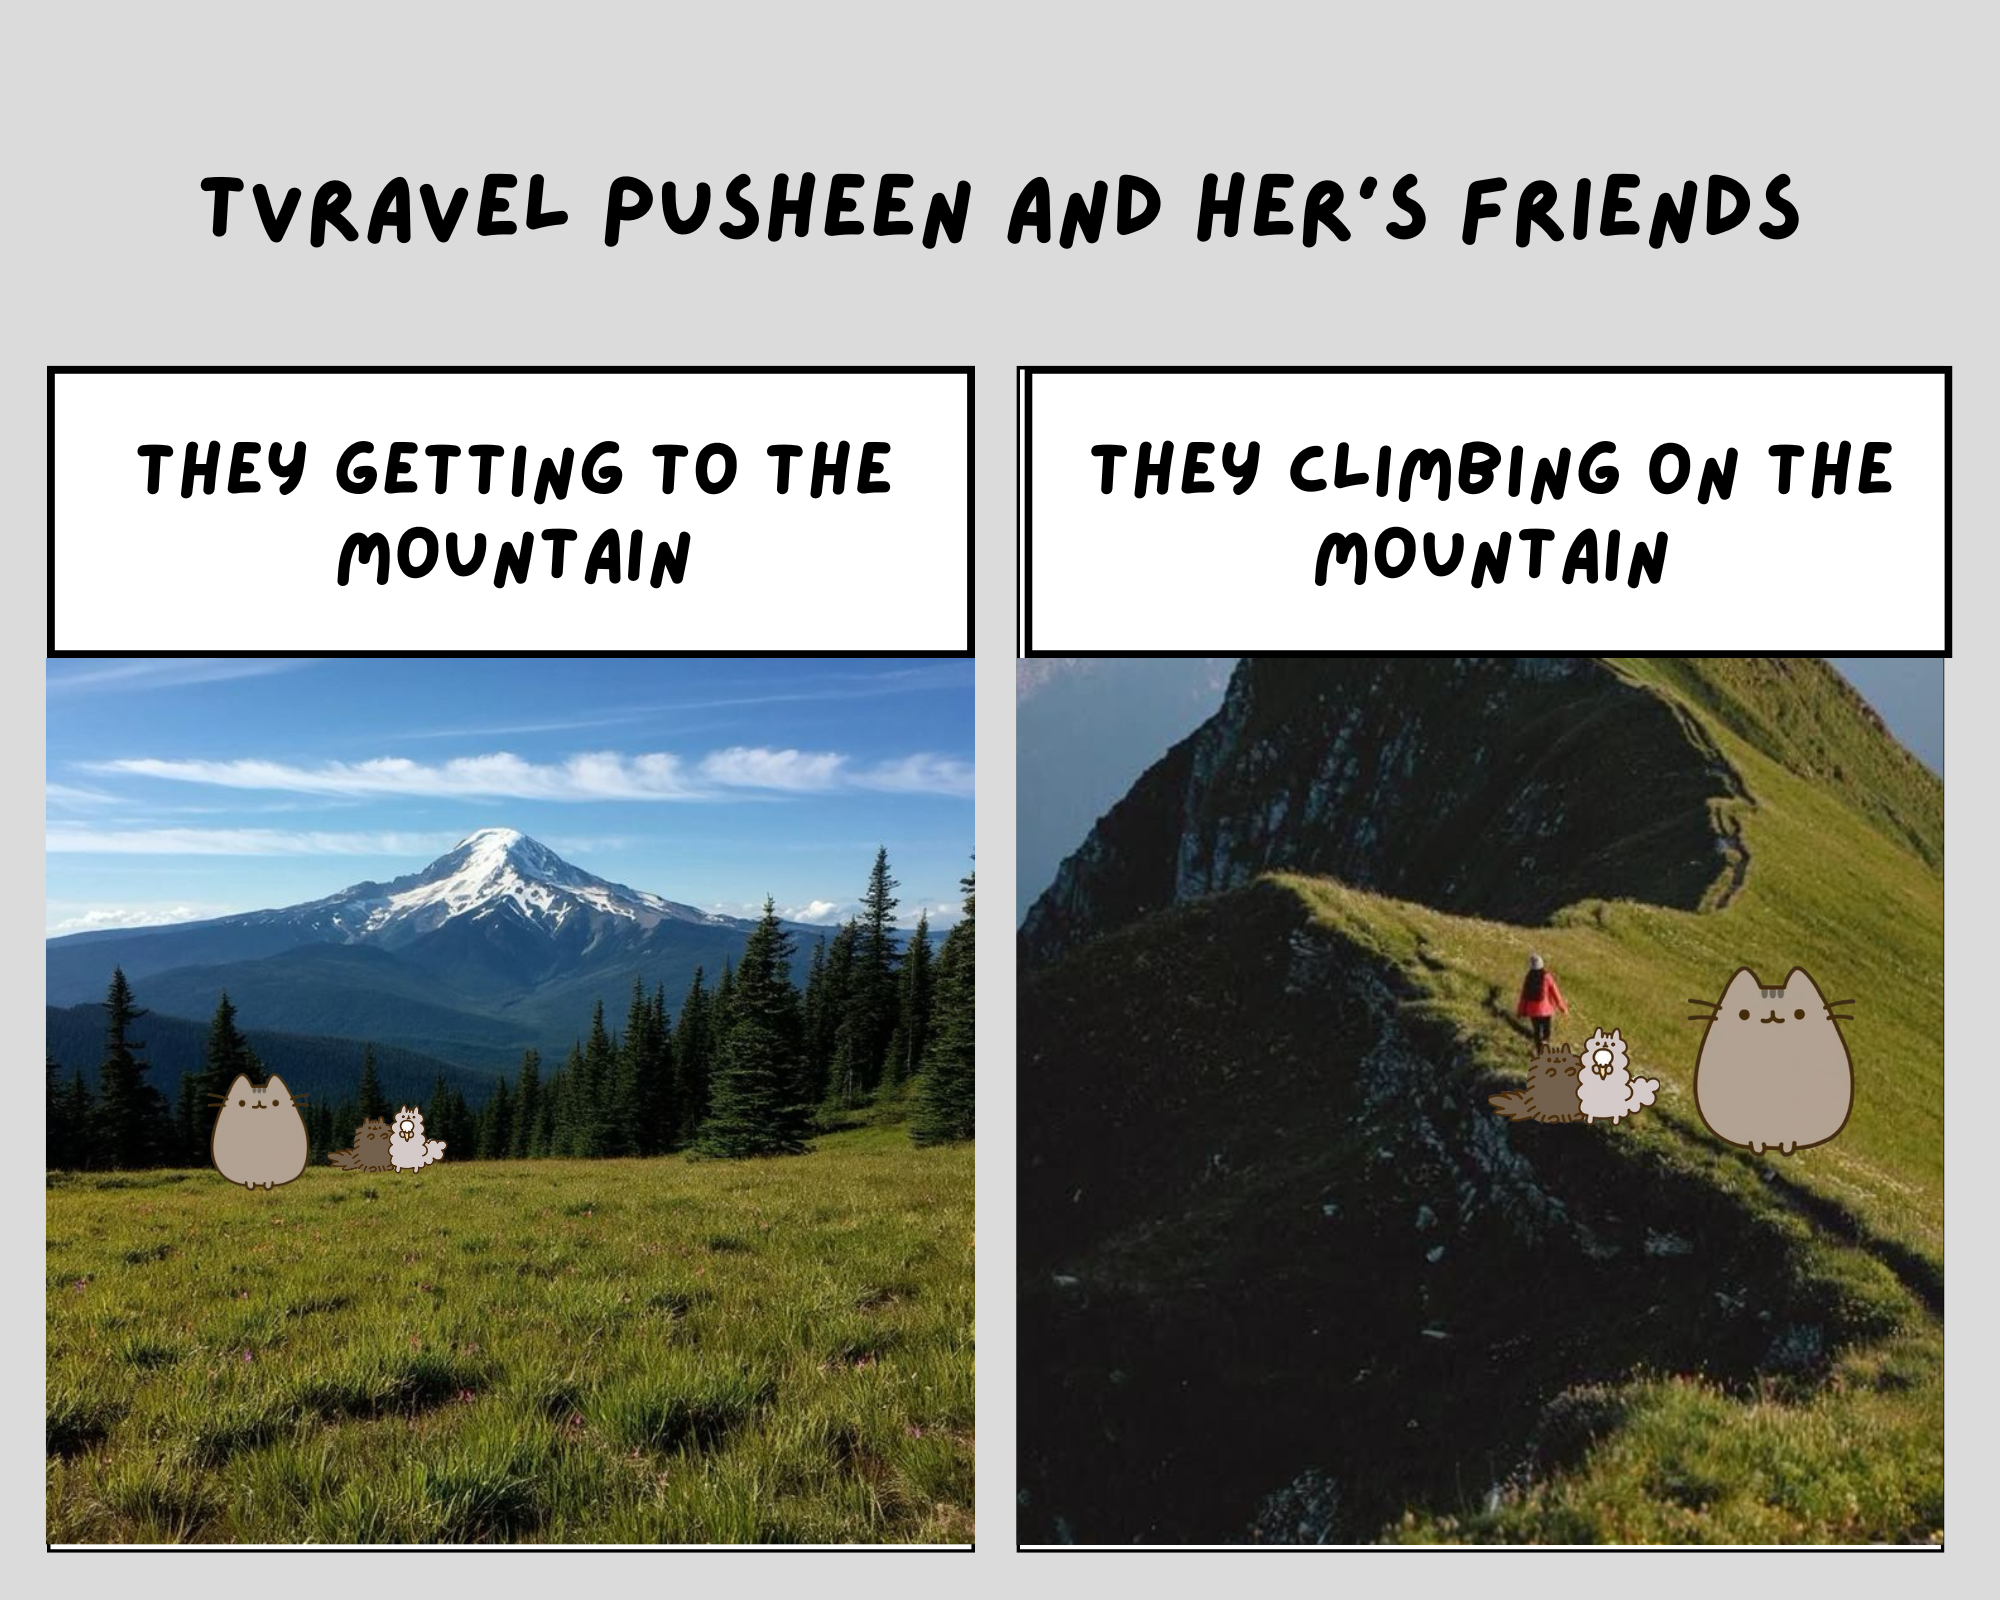 TVRAVEL PUSHEEN AND HER'S FRIENDS
THEY GETTING TO THE
MOUNTAIN
THEY CLIMBING ON THE
MOUNTAIN